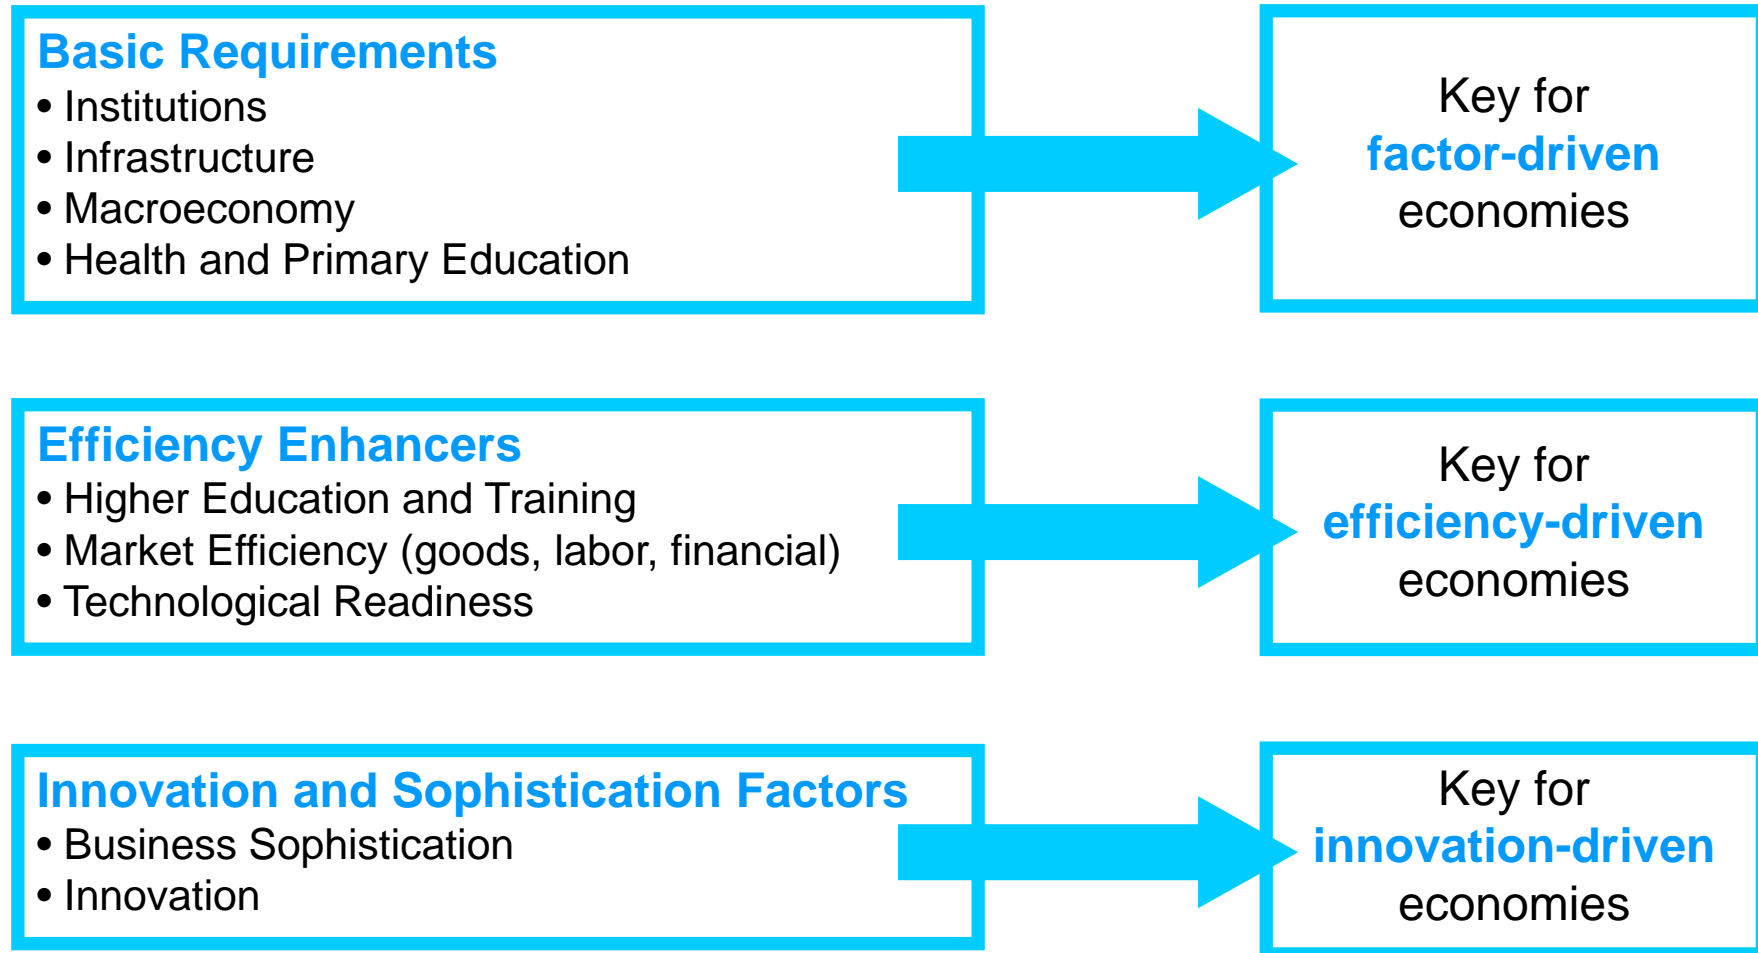 Basic Requirements
• Institutions
• Infrastructure
• Macroeconomy
• Health and Primary Education
Key for
factor-driven
economies
Efficiency Enhancers
• Higher Education and Training
• Market Efficiency (goods, labor, financial)
• Technological Readiness
Key for
efficiency-driven
economies
Innovation and Sophistication Factors
• Business Sophistication
• Innovation
Key for
innovation-driven
economies